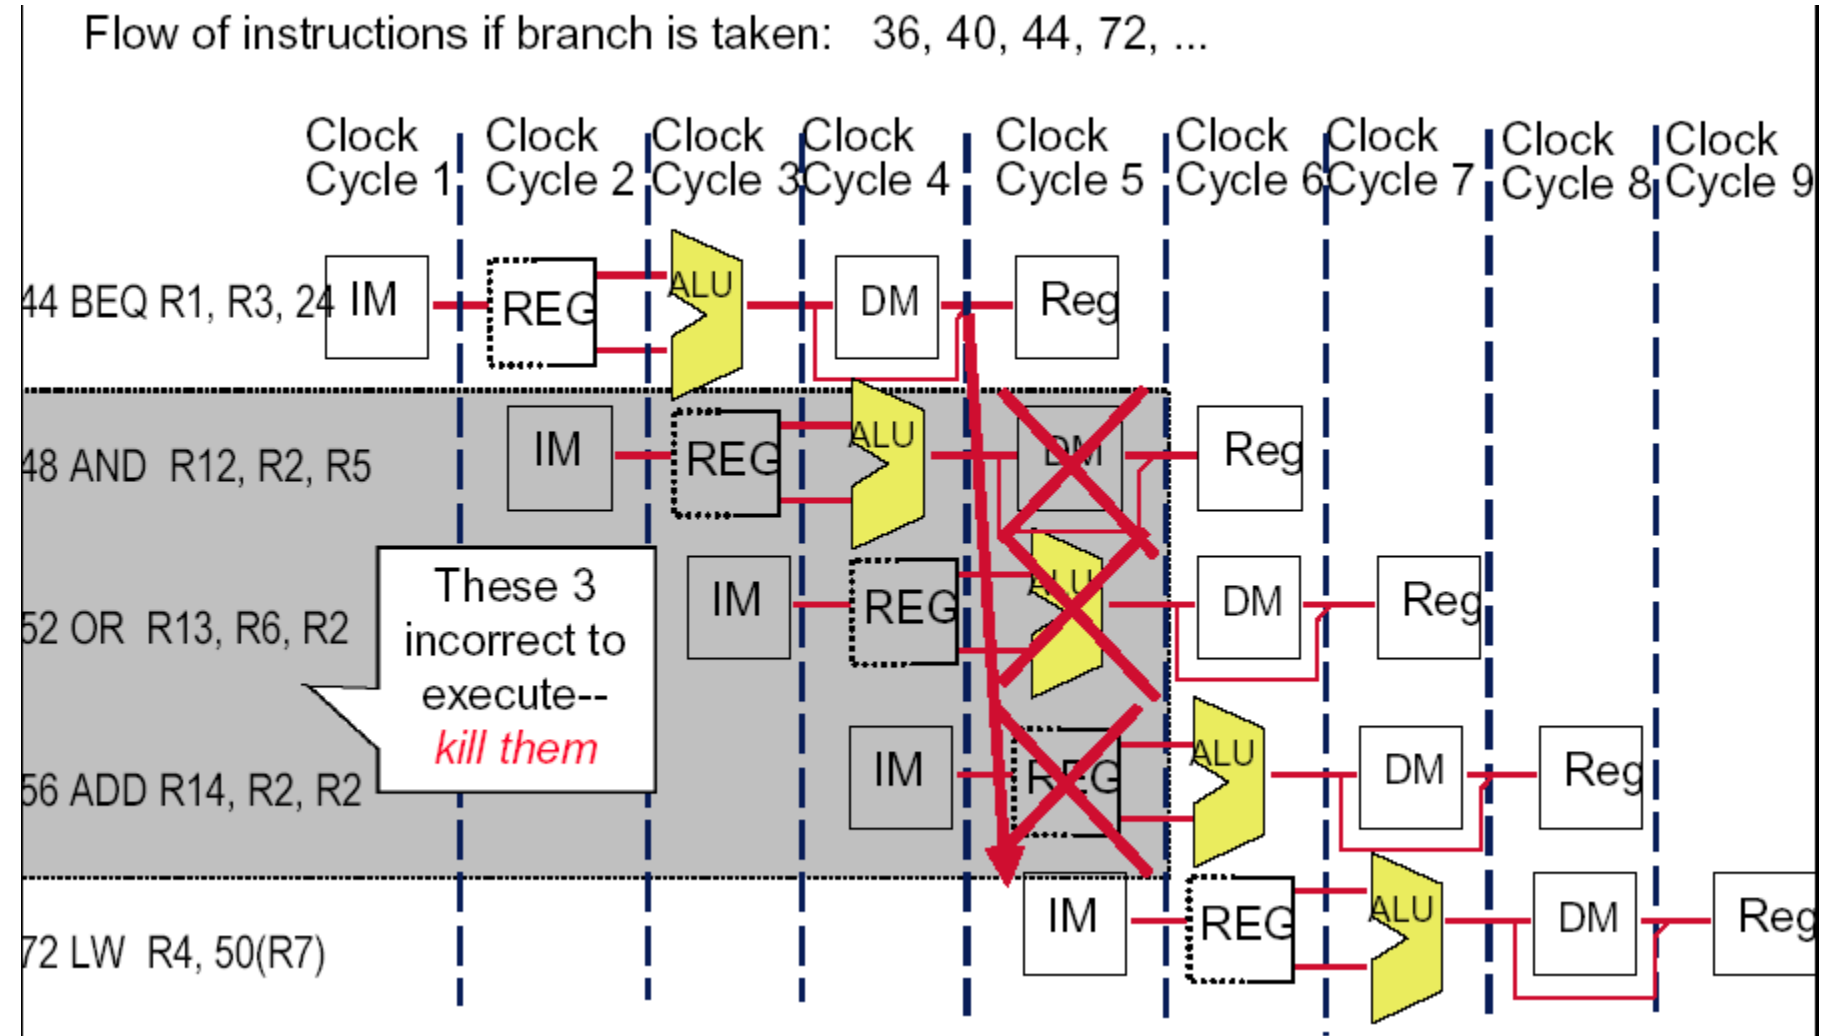 Flow of instructions if branch is taken: 36, 40, 44, 72, ...
Clock Cycle 1
Clock Cycle 2
Clock Cycle 3
Clock Cycle 4
Clock Cycle 5
Clock Cycle 6
Clock Cycle 7
Clock Cycle 8
Clock Cycle 9
44 BEQ R1, R3, 24 IM REG ALU DM Reg
48 AND R12, R2, R5 IM REG ALU DM Reg
52 OR R13, R6, R2 IM REG ALU DM Reg
These 3
incorrect to
execute--
kill them
56 ADD R14, R2, R2 IM REG ALU DM Reg
72 LW R4, 50(R7) IM REG ALU DM Reg